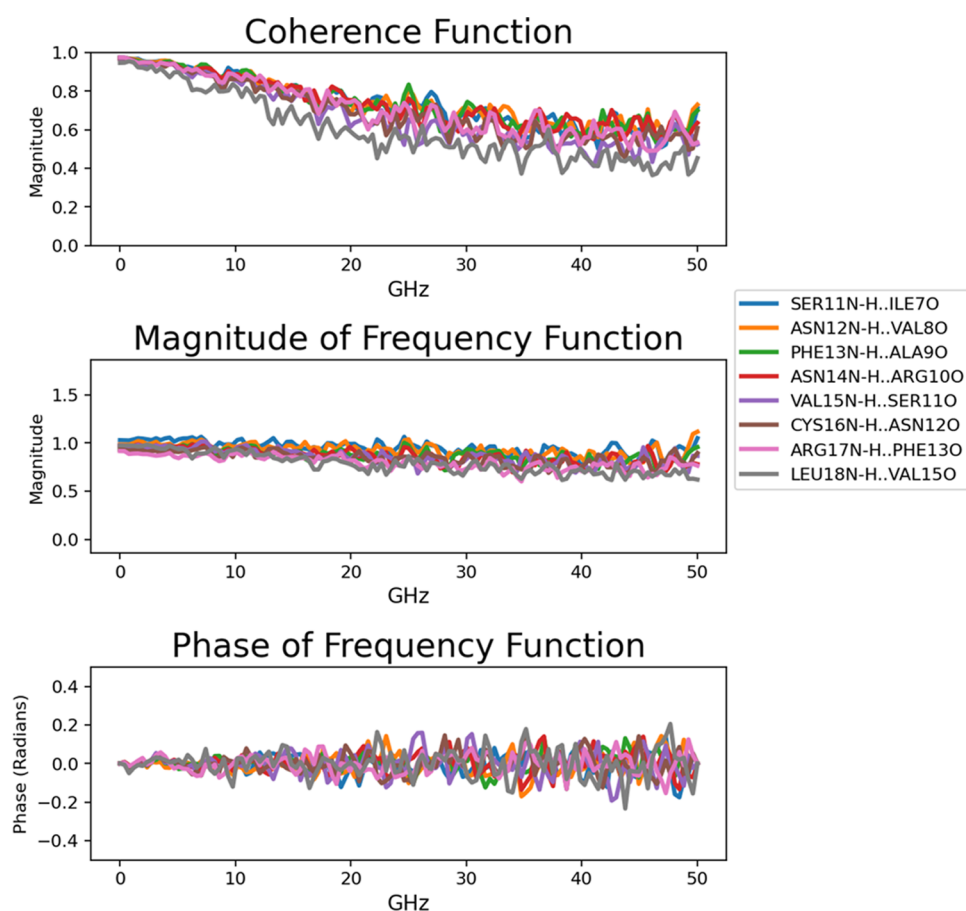 Coherence Function
1.0
0.8
0.6
0.4
0.2
0.0
Magnitude
0 10 20 30 40 50
GHz
Magnitude of Frequency Function
1.5
1.0
0.5
0.0
Magnitude
0 10 20 30 40 50
GHz
SER11N-H..ILE7O
ASN12N-H..VAL8O
PHE13N-H..ALA9O
ASN14N-H..ARG10O
VAL15N-H..SER11O
CYS16N-H..ASN12O
ARG17N-H..PHE13O
LEU18N-H..VAL15O
Phase of Frequency Function
0.4
0.2
0.0
−0.2
−0.4
Phase (Radians)
0 10 20 30 40 50
GHz